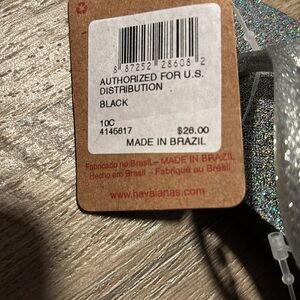 8 87252 28608 2
AUTHORIZED FOR U.S.
DISTRIBUTION
BLACK
10C
4145617 $26.00
MADE IN BRAZIL
Fabricado no Brasil – MADE IN BRAZIL
Hecho em Brasil – Fabriqué au Brésil
www.havaianas.com